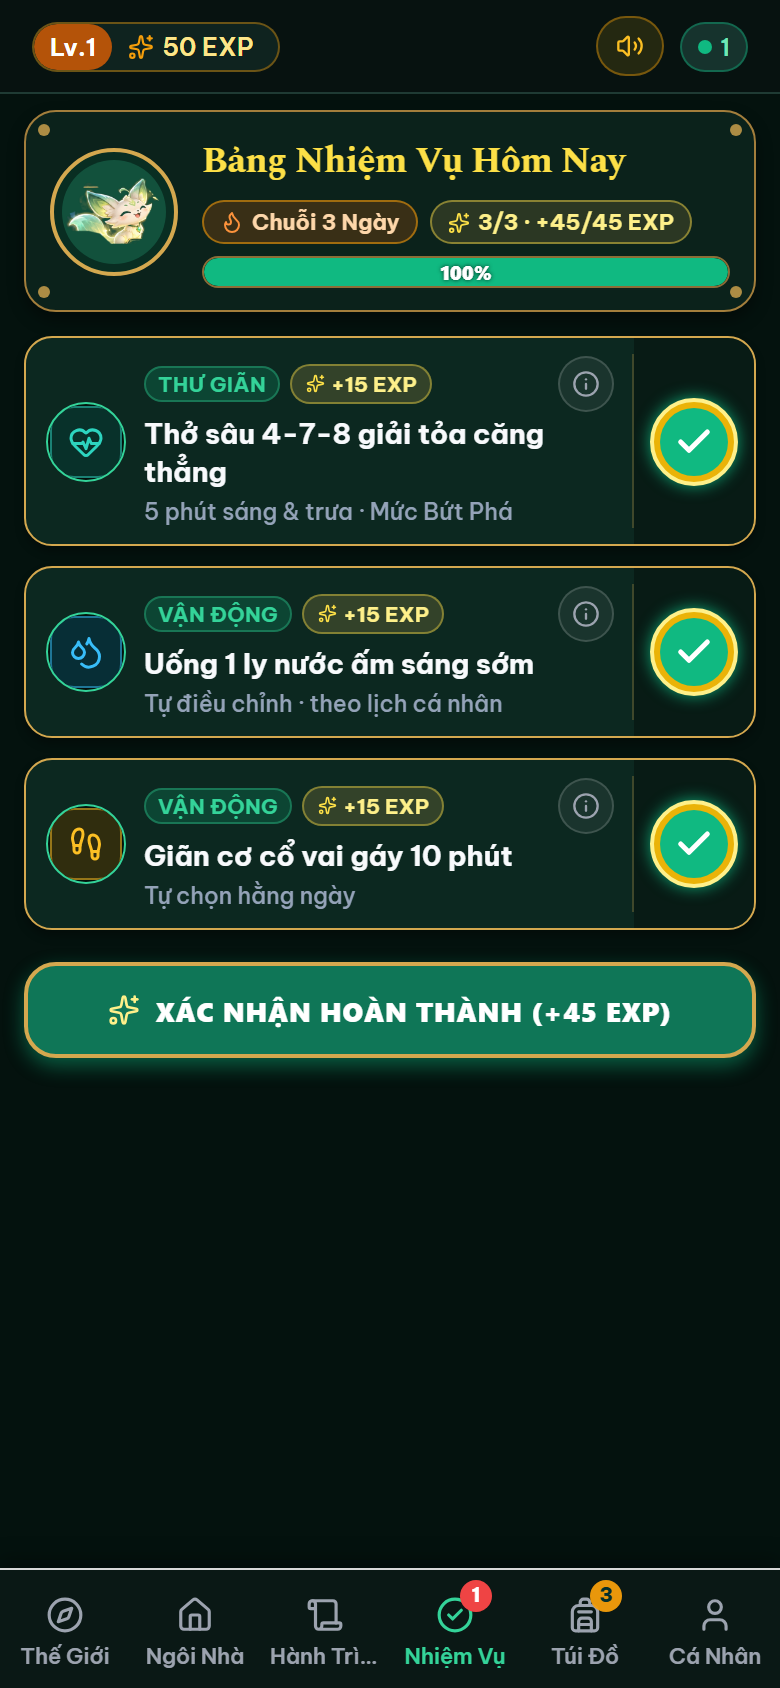 Lv.1 50 EXP 1
Bảng Nhiệm Vụ Hôm Nay
Chuỗi 3 Ngày 3/3 · +45/45 EXP
100%
THƯ GIÃN +15 EXP
Thở sâu 4-7-8 giải tỏa căng
thẳng
5 phút sáng & trưa · Mức Bứt Phá
VẬN ĐỘNG +15 EXP
Uống 1 ly nước ấm sáng sớm
Tự điều chỉnh · theo lịch cá nhân
VẬN ĐỘNG +15 EXP
Giãn cơ cổ vai gáy 10 phút
Tự chọn hằng ngày
XÁC NHẬN HOÀN THÀNH (+45 EXP)
1 3
Thế Giới Ngôi Nhà Hành Trì... Nhiệm Vụ Túi Đồ Cá Nhân